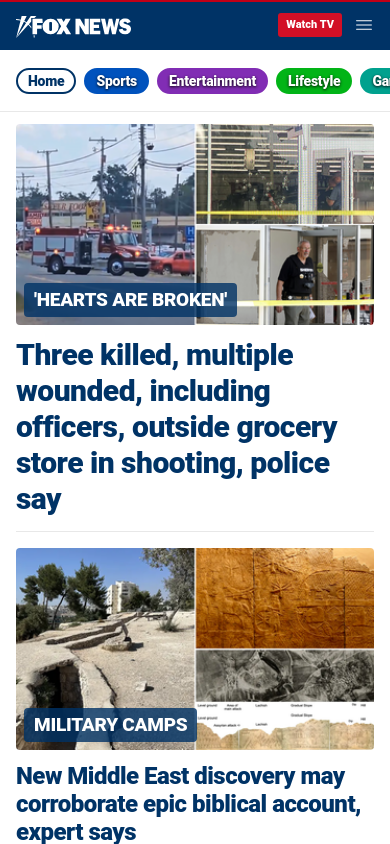 FOX NEWS
Watch TV
Home
Sports
Entertainment
Lifestyle
'HEARTS ARE BROKEN'
Three killed, multiple
wounded, including
officers, outside grocery
store in shooting, police
say
MILITARY CAMPS
New Middle East discovery may
corroborate epic biblical account,
expert says